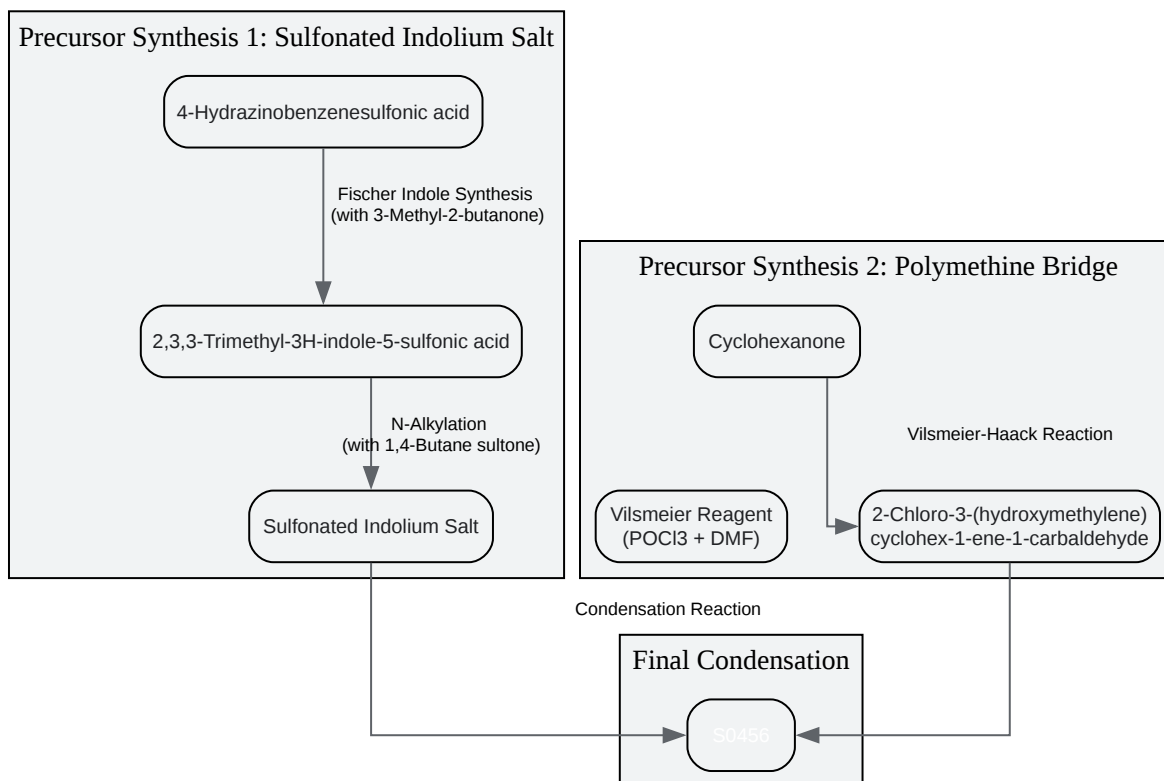 Precursor Synthesis 1: Sulfonated Indolium Salt
4-Hydrazinobenzenesulfonic acid
Fischer Indole Synthesis
(with 3-Methyl-2-butanone)
2,3,3-Trimethyl-3H-indole-5-sulfonic acid
N-Alkylation
(with 1,4-Butane sultone)
Sulfonated Indolium Salt
Precursor Synthesis 2: Polymethine Bridge
Cyclohexanone
Vilsmeier-Haack Reaction
Vilsmeier Reagent
(POCl3 + DMF)
2-Chloro-3-(hydroxymethylene)
cyclohex-1-ene-1-carbaldehyde
Condensation Reaction
Final Condensation
S0456